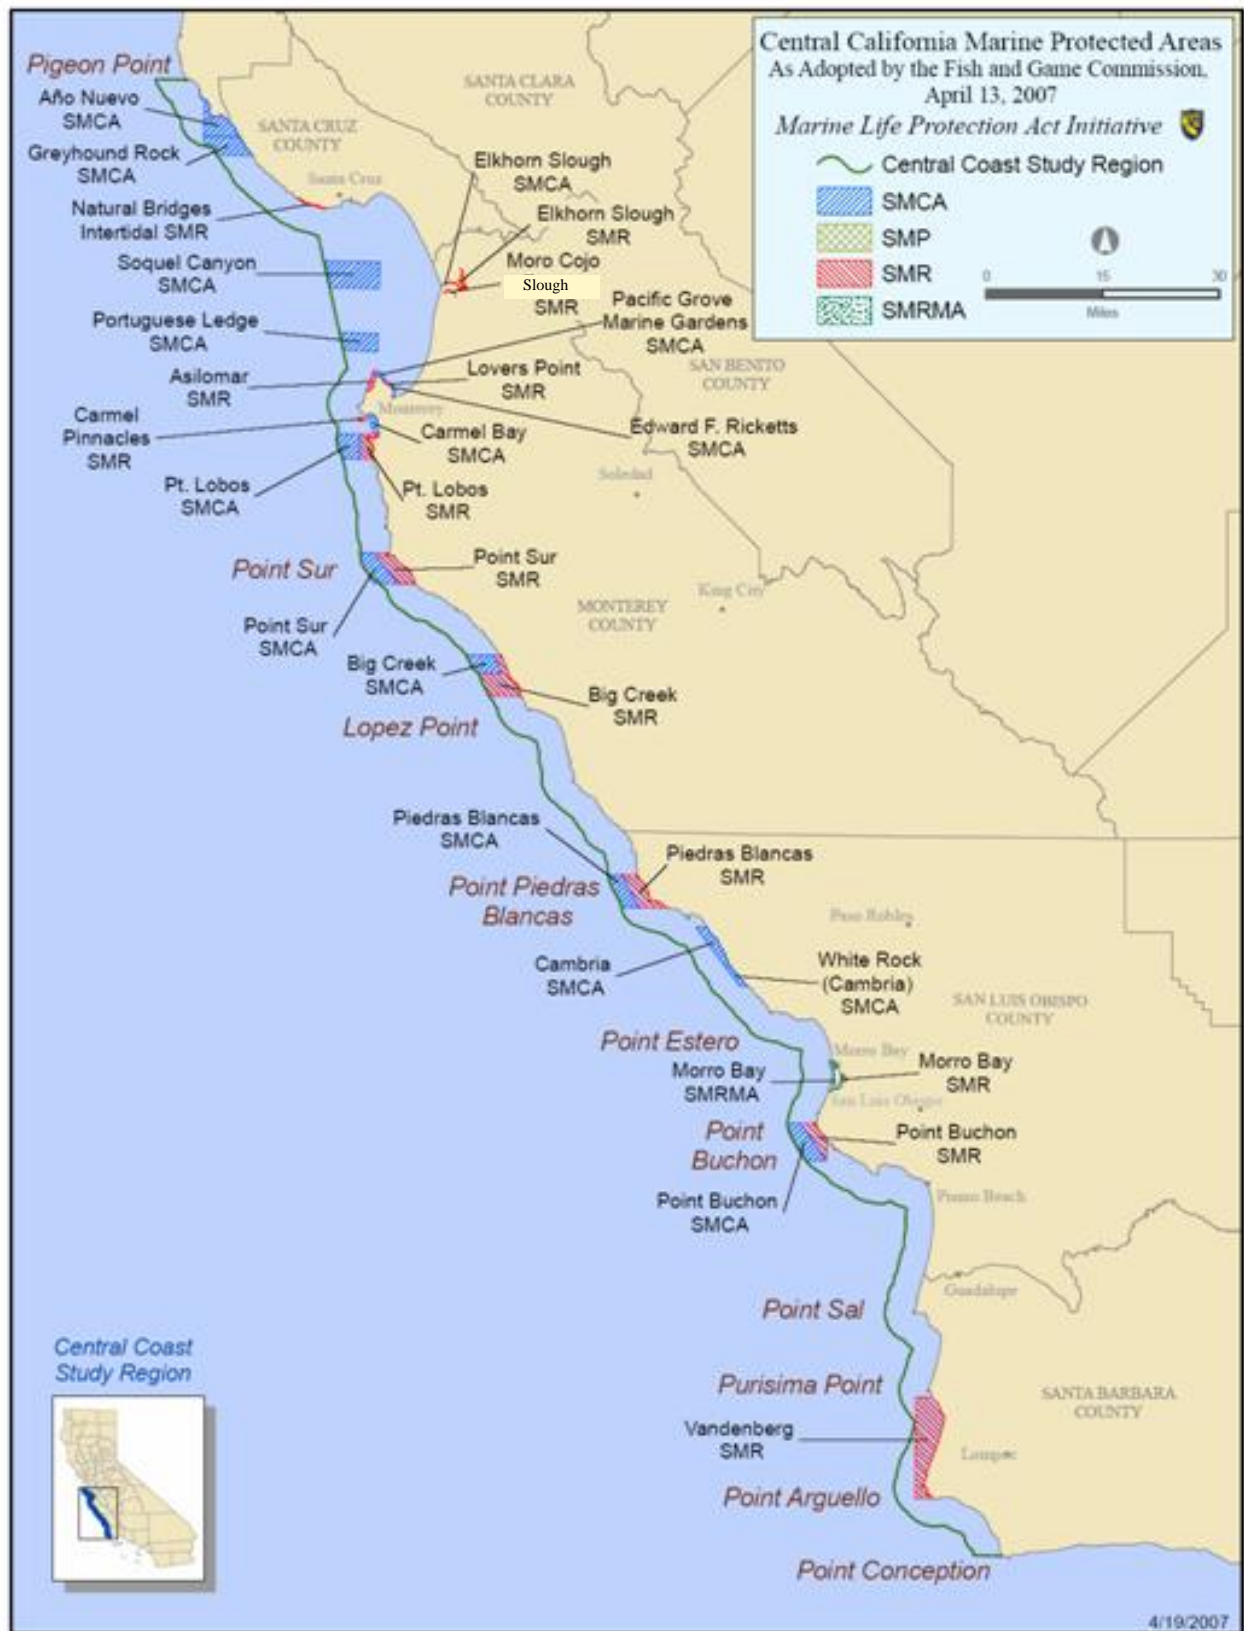 Central California Marine Protected Areas
As Adopted by the Fish and Game Commission,
April 13, 2007
Marine Life Protection Act Initiative
Central Coast Study Region
SMCA
SMP
SMR
SMRMA
0
15
30
Miles
Pigeon Point
Año Nuevo
SMCA
Greyhound Rock
SMCA
Natural Bridges
Intertidal SMR
Soquel Canyon
SMCA
Portuguese Ledge
SMCA
Asilomar
SMR
Carmel
Pinnacles
SMR
Pt. Lobos
SMCA
SANTA CLARA
COUNTY
SANTA CRUZ
COUNTY
Santa Cruz
Elkhorn Slough
SMCA
Elkhorn Slough
SMR
Moro Cojo
Slough
SMR
Pacific Grove
Marine Gardens
SMCA
SAN BENITO
COUNTY
Lovers Point
SMR
Monterey
Edward F. Ricketts
SMCA
Carmel Bay
SMCA
Soledad
Pt. Lobos
SMR
Point Sur
Point Sur
SMR
King City
MONTEREY
COUNTY
Point Sur
SMCA
Big Creek
SMCA
Big Creek
SMR
Lopez Point
Piedras Blancas
SMCA
Piedras Blancas
SMR
Point Piedras
Blancas
Paso Robles
Cambria
SMCA
White Rock
(Cambria)
SMCA
SAN LUIS OBISPO
COUNTY
Point Estero
Morro Bay
Morro Bay
SMRMA
Morro Bay
SMR
San Luis Obispo
Point
Buchon
Point Buchon
SMR
Point Buchon
SMCA
Pismo Beach
Guadalupe
Point Sal
Purisima Point
SANTA BARBARA
COUNTY
Vandenberg
SMR
Lompoc
Point Arguello
Point Conception
Central Coast
Study Region
4/19/2007